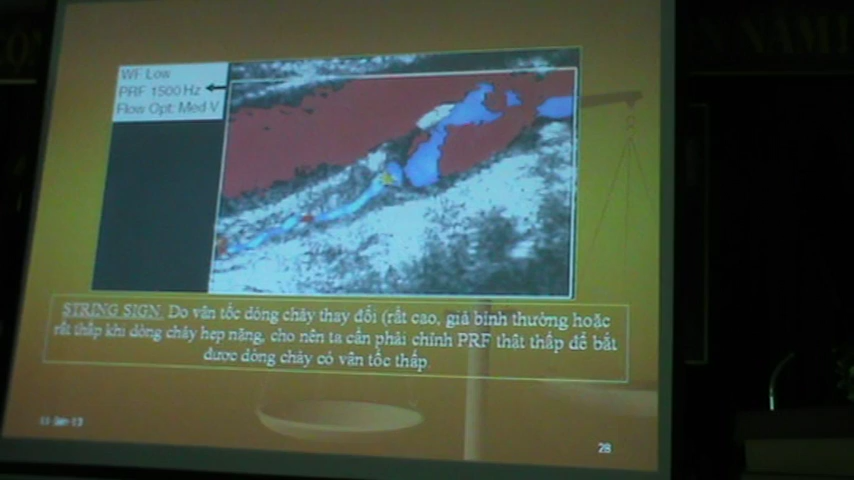 WF Low
PRF 1500 Hz
Flow Opt: Med V
STRING SIGN. Do vận tốc dòng chảy thay đổi (rất cao, giả bình thường hoặc
rất thấp khi dòng chảy hẹp nặng, cho nên ta cần phải chỉnh PRF thật thấp để bắt
được dòng chảy có vận tốc thấp.
28